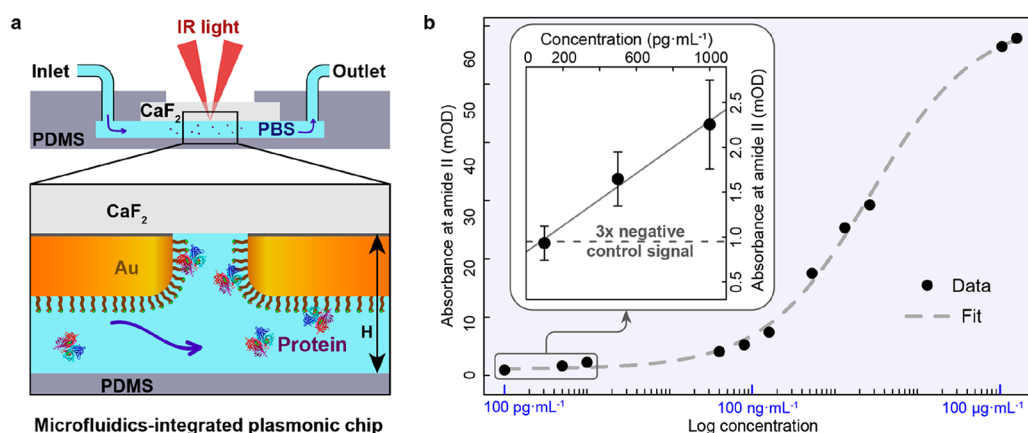 a
IR light
Inlet
Outlet
CaF2
PBS
PDMS
CaF2
Au
H
Protein
PDMS
Microfluidics-integrated plasmonic chip
b
Absorbance at amide II (mOD)
60
50
40
30
20
10
0
Concentration (pg·mL⁻¹)
0 200 600 1000
Absorbance at amide II (mOD)
2.5
2.0
1.5
1.0
0.5
3x negative
control signal
Data
Fit
100 pg·mL⁻¹
100 ng·mL⁻¹
100 µg·mL⁻¹
Log concentration